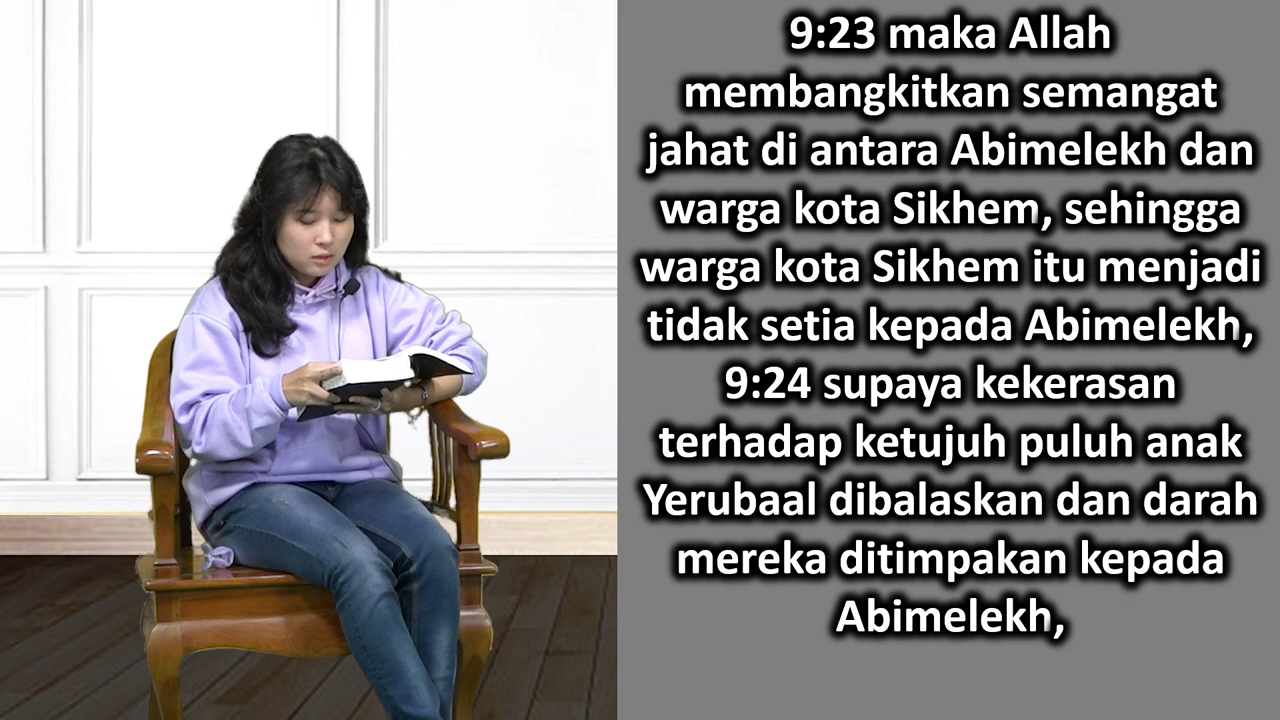 9:23 maka Allah
membangkitkan semangat
jahat di antara Abimelekh dan
warga kota Sikhem, sehingga
warga kota Sikhem itu menjadi
tidak setia kepada Abimelekh,
9:24 supaya kekerasan
terhadap ketujuh puluh anak
Yerubaal dibalaskan dan darah
mereka ditimpakan kepada
Abimelekh,